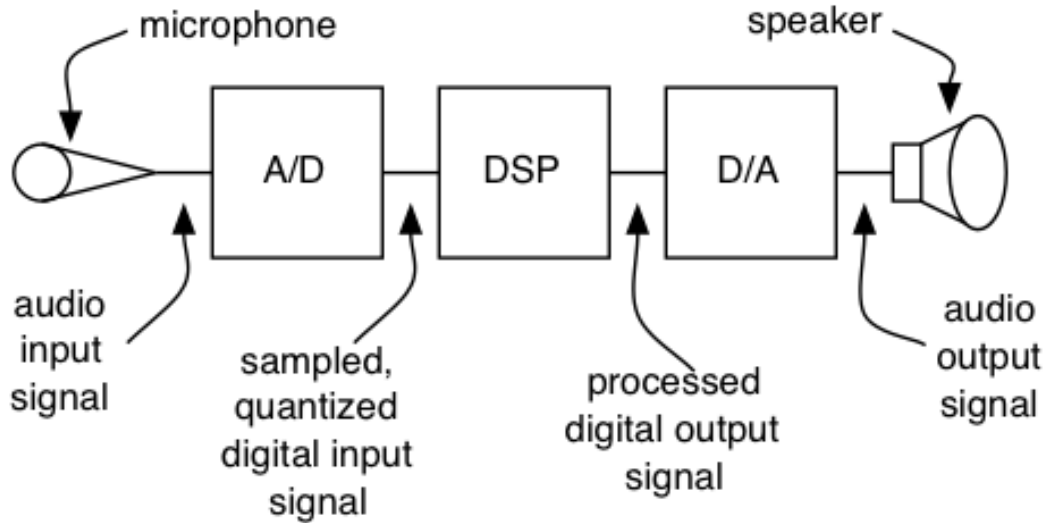 microphone
speaker
A/D
DSP
D/A
audio
input
signal
sampled,
quantized
digital input
signal
processed
digital output
signal
audio
output
signal